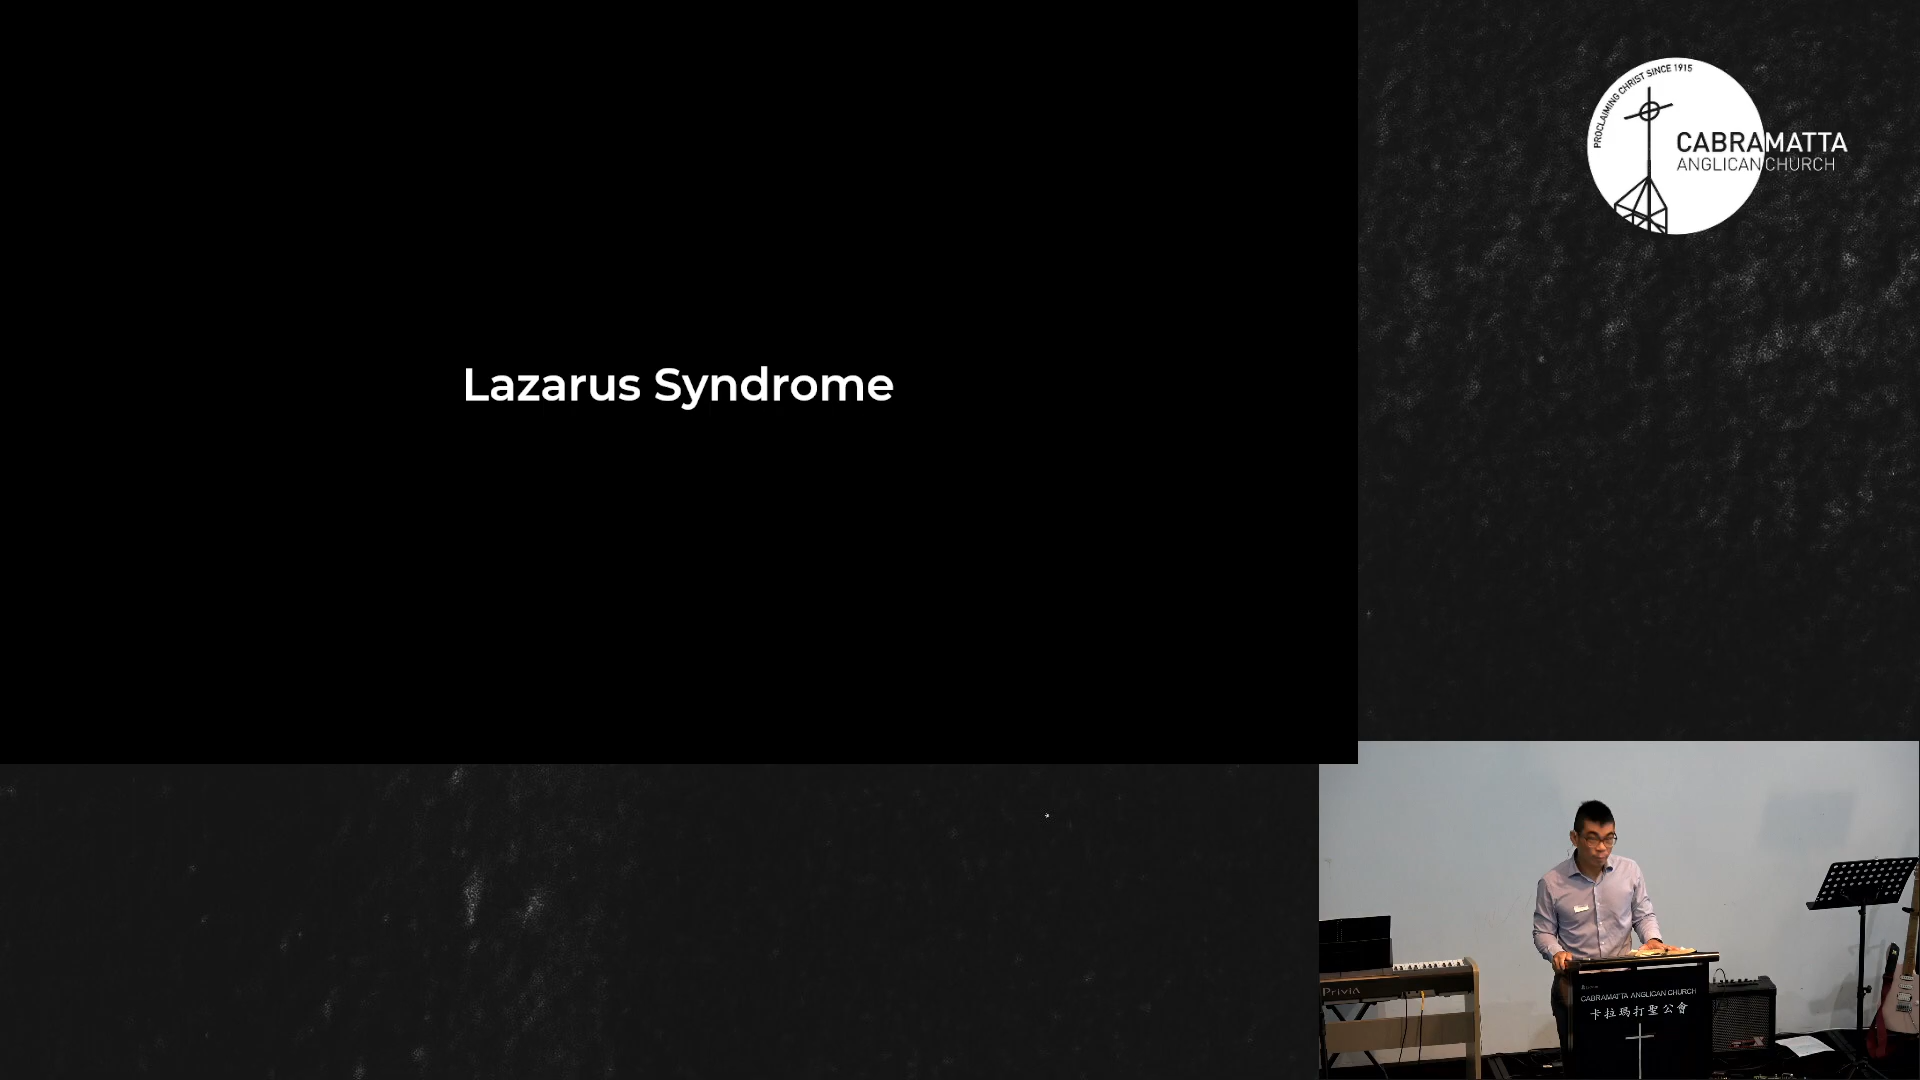 PROCLAIMING CHRIST SINCE 1915
CABRAMATTA
ANGLICAN CHURCH
Lazarus Syndrome
Privia
CABRAMATTA ANGLICAN CHURCH
卡拉瑪打聖公會